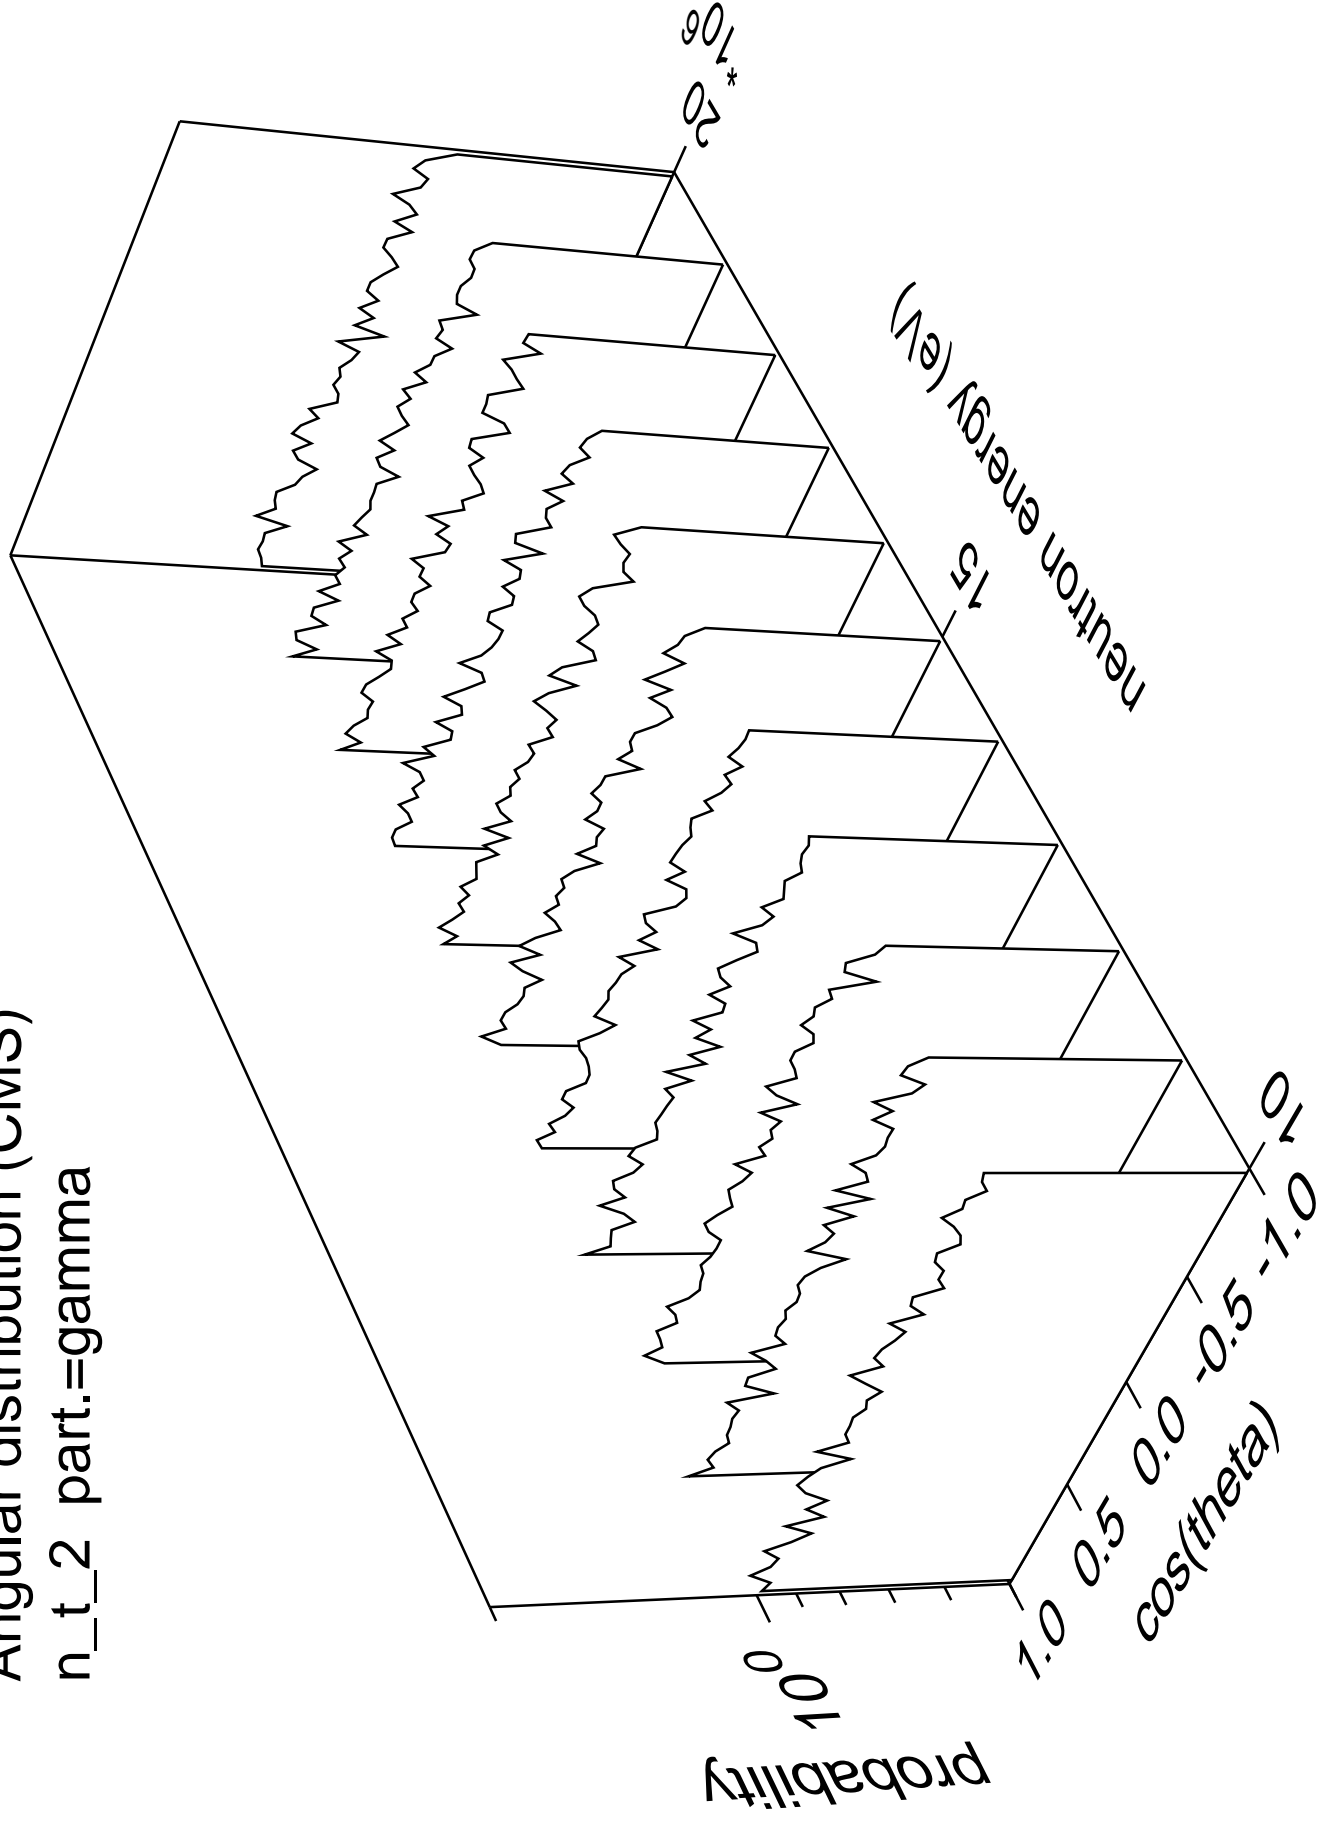 Angular distribution (CMS)
n_t_2 part.=gamma
probability
10^0
1.0 0.5 0.0 -0.5 -1.0
cos(theta)
10 15 20 * 10^6
neutron energy (eV)